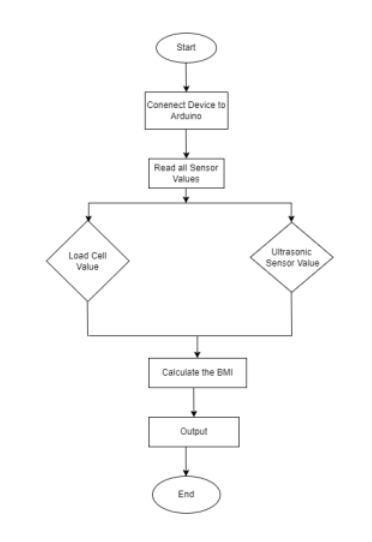 Start
Conenect Device to
Arduino
Read all Sensor
Values
Load Cell
Value
Ultrasonic
Sensor Value
Calculate the BMI
Output
End